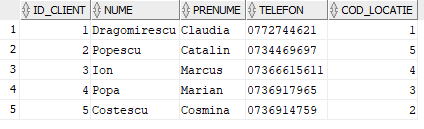 ID_CLIENT NUME PRENUME TELEFON COD_LOCATIE
1 1 Dragomirescu Claudia 0772744621 1
2 2 Popescu Catalin 0734469697 5
3 3 Ion Marcus 07366615611 4
4 4 Popa Marian 0736917965 3
5 5 Costescu Cosmina 0736914759 2